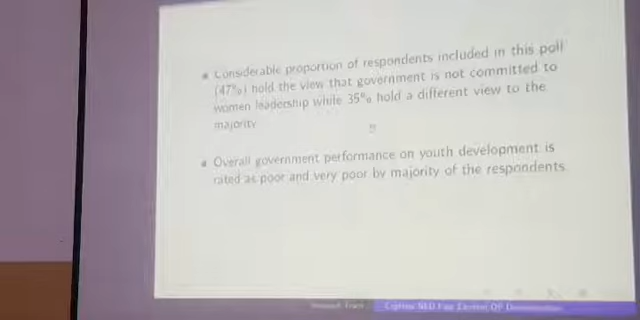 Considerable proportion of respondents included in this poll
(47%) hold the view that government is not committed to
women leadership while 35% hold a different view to the
majority
Overall government performance on youth development is
rated as poor and very poor by majority of the respondents